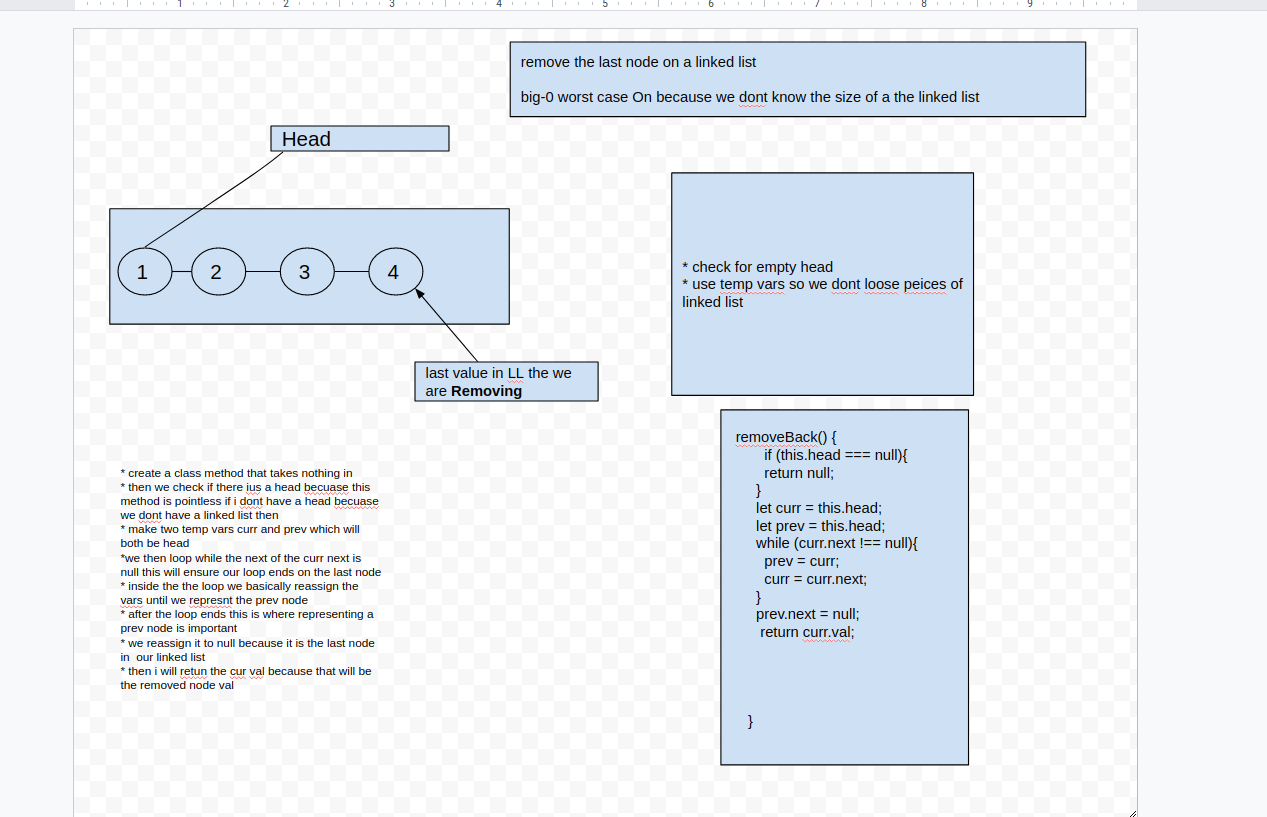 1 2 3 4 5 6 7 8 9
remove the last node on a linked list
big-0 worst case On because we dont know the size of a the linked list
Head
1 2 3 4
last value in LL the we
are Removing
* check for empty head
* use temp vars so we dont loose peices of
linked list
* create a class method that takes nothing in
* then we check if there ius a head becuase this
method is pointless if i dont have a head becuase
we dont have a linked list then
* make two temp vars curr and prev which will
both be head
*we then loop while the next of the curr next is
null this will ensure our loop ends on the last node
* inside the the loop we basically reassign the
vars until we represnt the prev node
* after the loop ends this is where representing a
prev node is important
* we reassign it to null because it is the last node
in  our linked list
* then i will retun the cur val because that will be
the removed node val
removeBack() {
if (this.head === null){
return null;
}
let curr = this.head;
let prev = this.head;
while (curr.next !== null){
prev = curr;
curr = curr.next;
}
prev.next = null;
return curr.val;
}